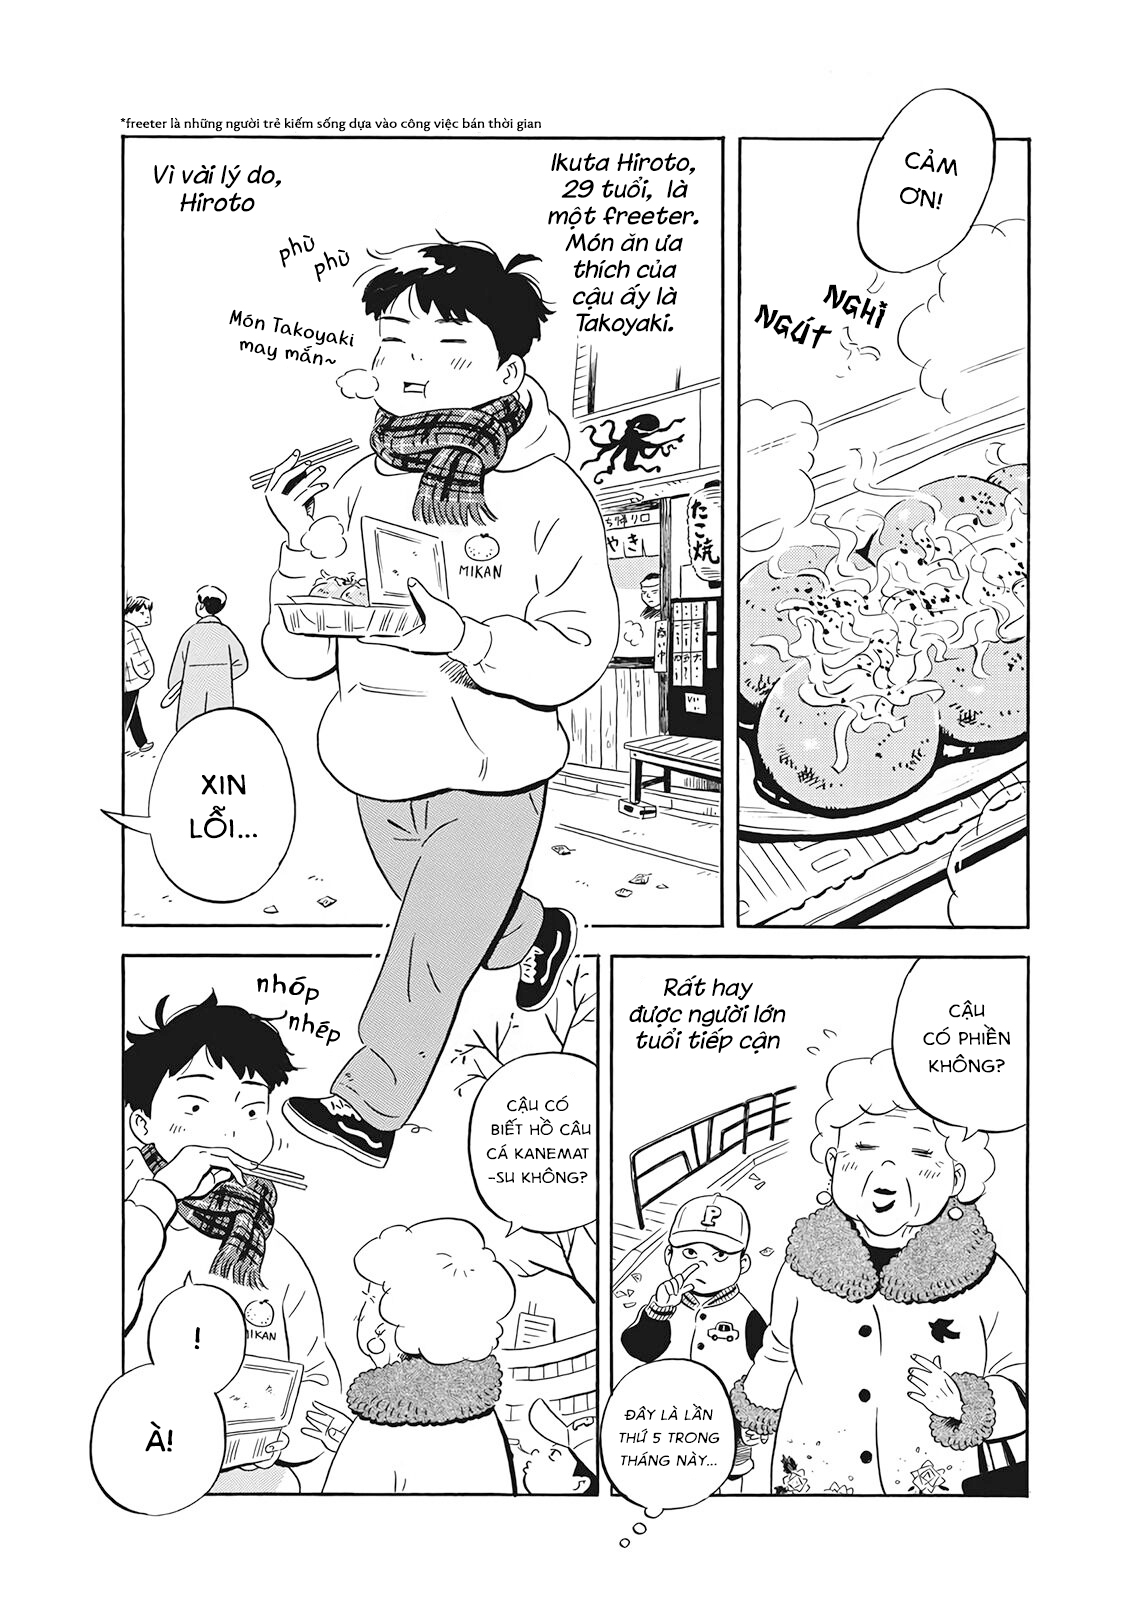 *freeter là những người trẻ kiếm sống dựa vào công việc bán thời gian
CẢM
ƠN!
NGHI
NGÚT
Ikuta Hiroto,
29 tuổi, là
một freeter.
Món ăn ưa
thích của
cậu ấy là
Takoyaki.
Vì vài lý do,
Hiroto
phù
phù
Món Takoyaki
may mắn~
MIKAN
たこ焼
やき
XIN
LỖI...
Rất hay
được người lớn
tuổi tiếp cận
CẬU
CÓ PHIỀN
KHÔNG?
P
ĐÂY LÀ LẦN
THỨ 5 TRONG
THÁNG NÀY...
nhóp
nhép
CẬU CÓ
BIẾT HỒ CÂU
CÁ KANEMAT
-SU KHÔNG?
!
À!
MIKAN